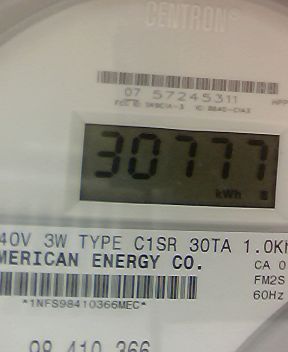 CENTRON®
07 57245311
30777
kWh
40V 3W TYPE C1SR 30TA 1.0K
MERICAN ENERGY CO.
CA 0
FM2S
60Hz
*1NFS98410366MEC*
98 410 366